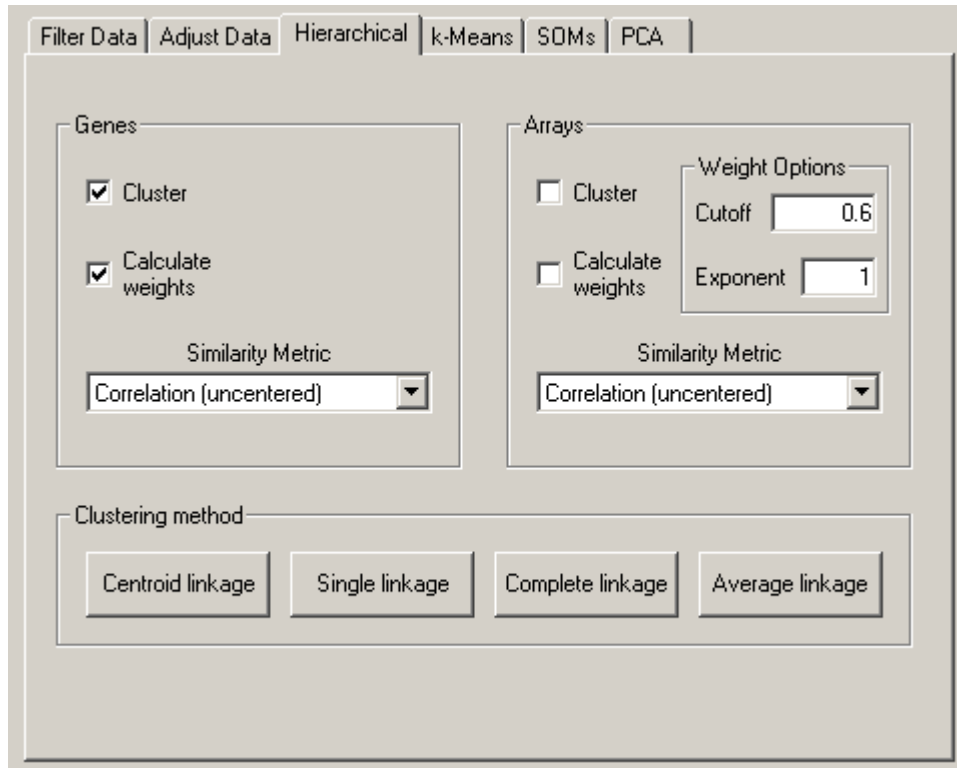 Filter Data Adjust Data Hierarchical k-Means SOMs PCA
Genes
Cluster
Calculate
weights
Similarity Metric
Correlation (uncentered)
Arrays
Cluster
Calculate
weights
Weight Options
Cutoff 0.6
Exponent 1
Similarity Metric
Correlation (uncentered)
Clustering method
Centroid linkage Single linkage Complete linkage Average linkage